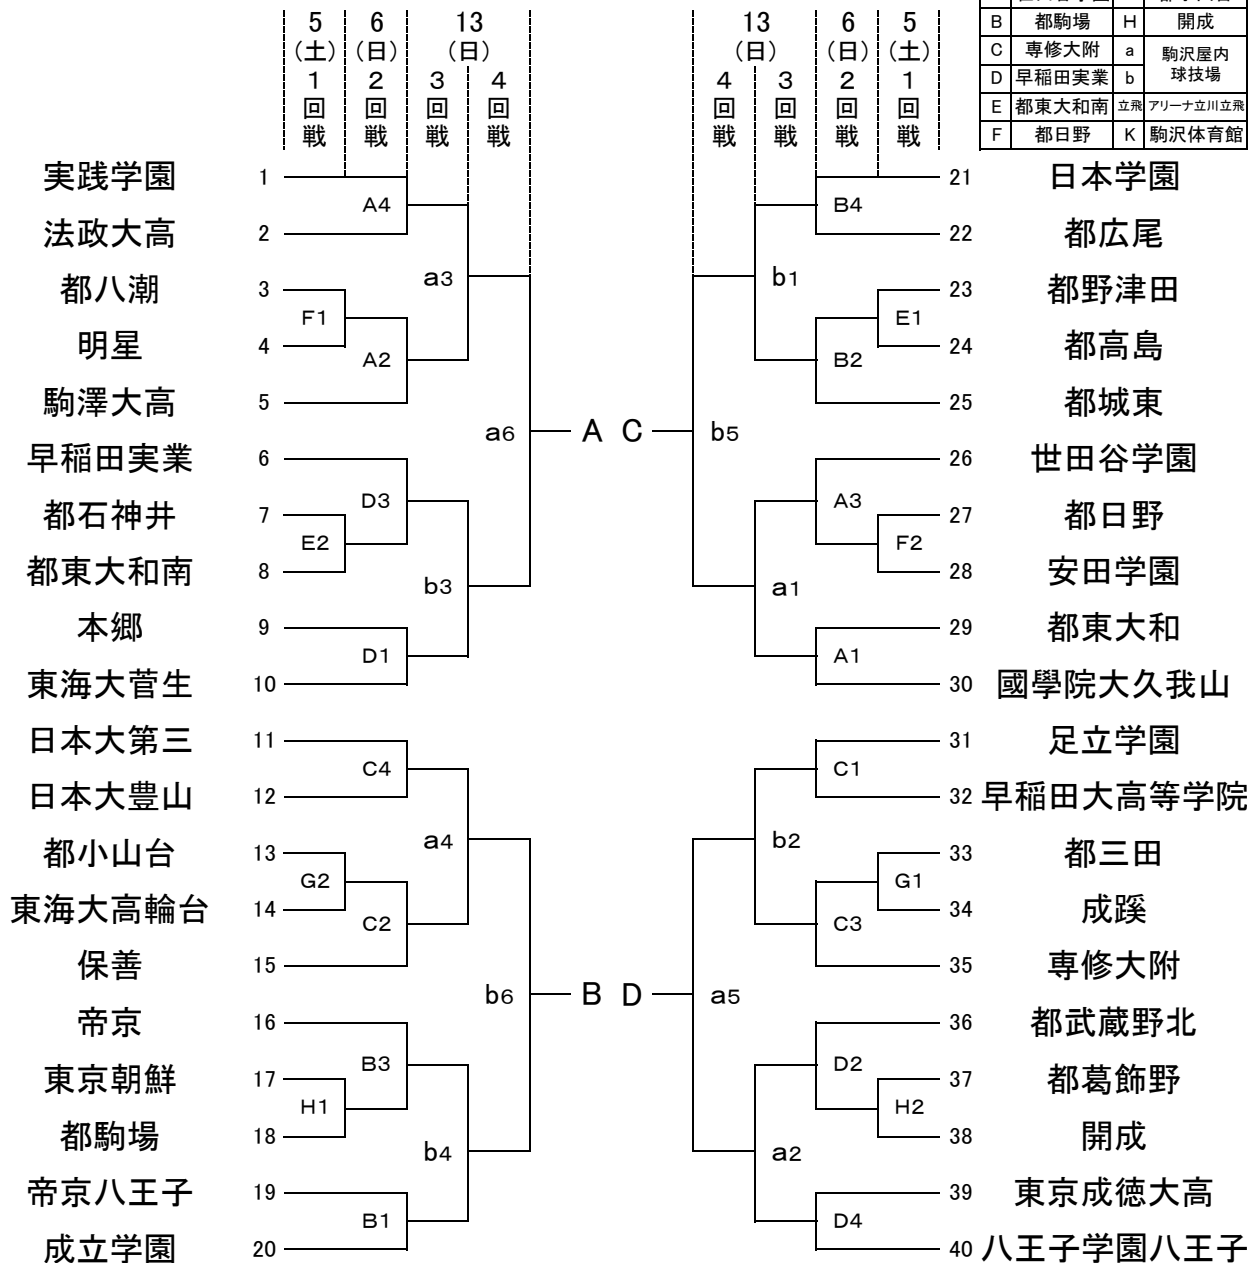 5 6 13
(土) (日) (日)
1回戦 2回戦 3回戦 4回戦
13 6 5
(日) (日) (土)
4回戦 3回戦 2回戦 1回戦
B 都駒場 H 開成
C 専修大附 a 駒沢屋内球技場
D 早稲田実業 b
E 都東大和南 立飛 アリーナ立川立飛
F 都日野 K 駒沢体育館
実践学園 1
A4
法政大高 2
a3
都八潮 3
F1
明星 4
A2
駒澤大高 5
a6 A
早稲田実業 6
D3
都石神井 7
E2
都東大和南 8
b3
本郷 9
D1
東海大菅生 10
日本大第三 11
C4
日本大豊山 12
a4
都小山台 13
G2
東海大高輪台 14
C2
保善 15
b6 B
帝京 16
B3
東京朝鮮 17
H1
都駒場 18
b4
帝京八王子 19
B1
成立学園 20
21 日本学園
B4
22 都広尾
b1
23 都野津田
E1
24 都高島
B2
25 都城東
C b5
26 世田谷学園
A3
27 都日野
F2
28 安田学園
a1
29 都東大和
A1
30 國學院大久我山
31 足立学園
C1
32 早稲田大高等学院
b2
33 都三田
G1
34 成蹊
C3
35 専修大附
D a5
36 都武蔵野北
D2
37 都葛飾野
H2
38 開成
a2
39 東京成徳大高
D4
40 八王子学園八王子